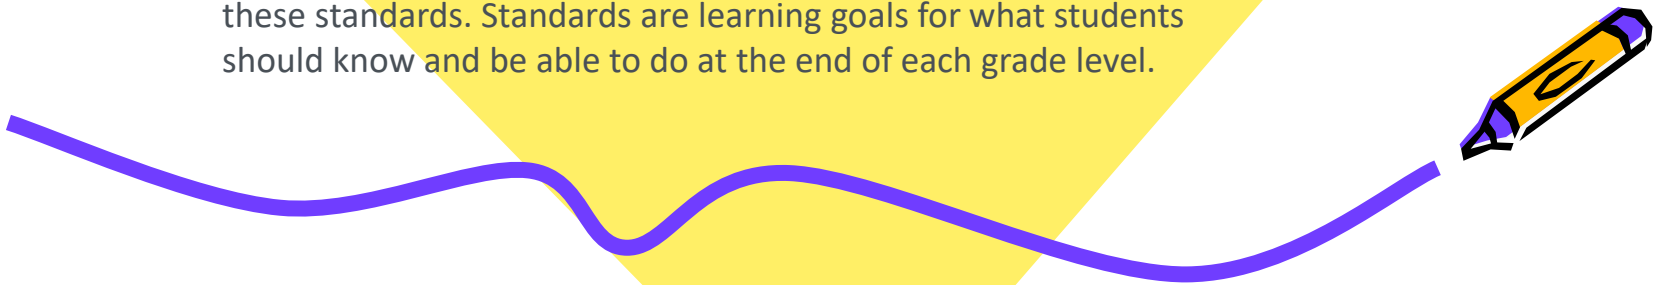 these standards. Standards are learning goals for what students
should know and be able to do at the end of each grade level.